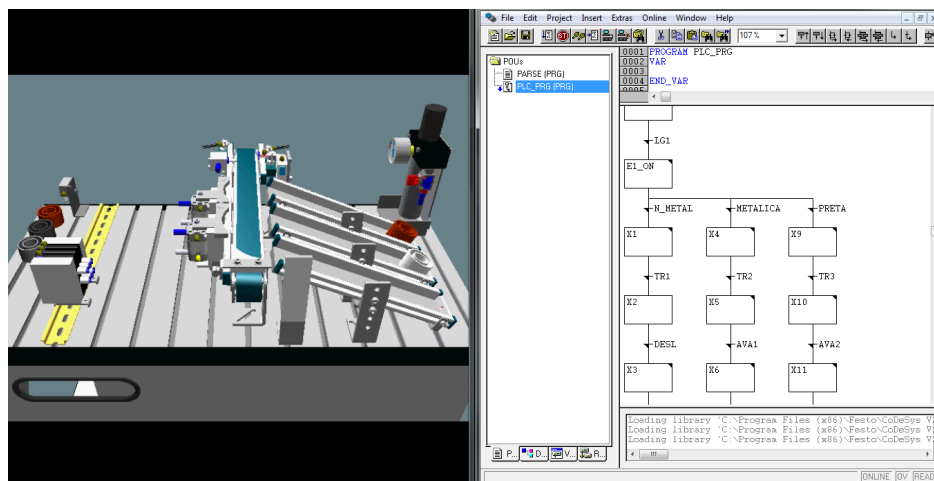 File Edit Project Insert Extras Online Window Help
107 %
POUs
PARSE (PRG)
PLC_PRG (PRG)
0001 PROGRAM PLC_PRG
0002 VAR
0003
0004 END_VAR
0005
LG1
E1_ON
N_METAL METALICA PRETA
X1 X4 X9
TR1 TR2 TR3
X2 X5 X10
DESL AVA1 AVA2
X3 X6 X11
Loading library 'C:\Program Files (x86)\Festo\CoDeSys V
Loading library 'C:\Program Files (x86)\Festo\CoDeSys V
Loading library 'C:\Program Files (x86)\Festo\CoDeSys V
P... D... V... R...
ONLINE OV READ